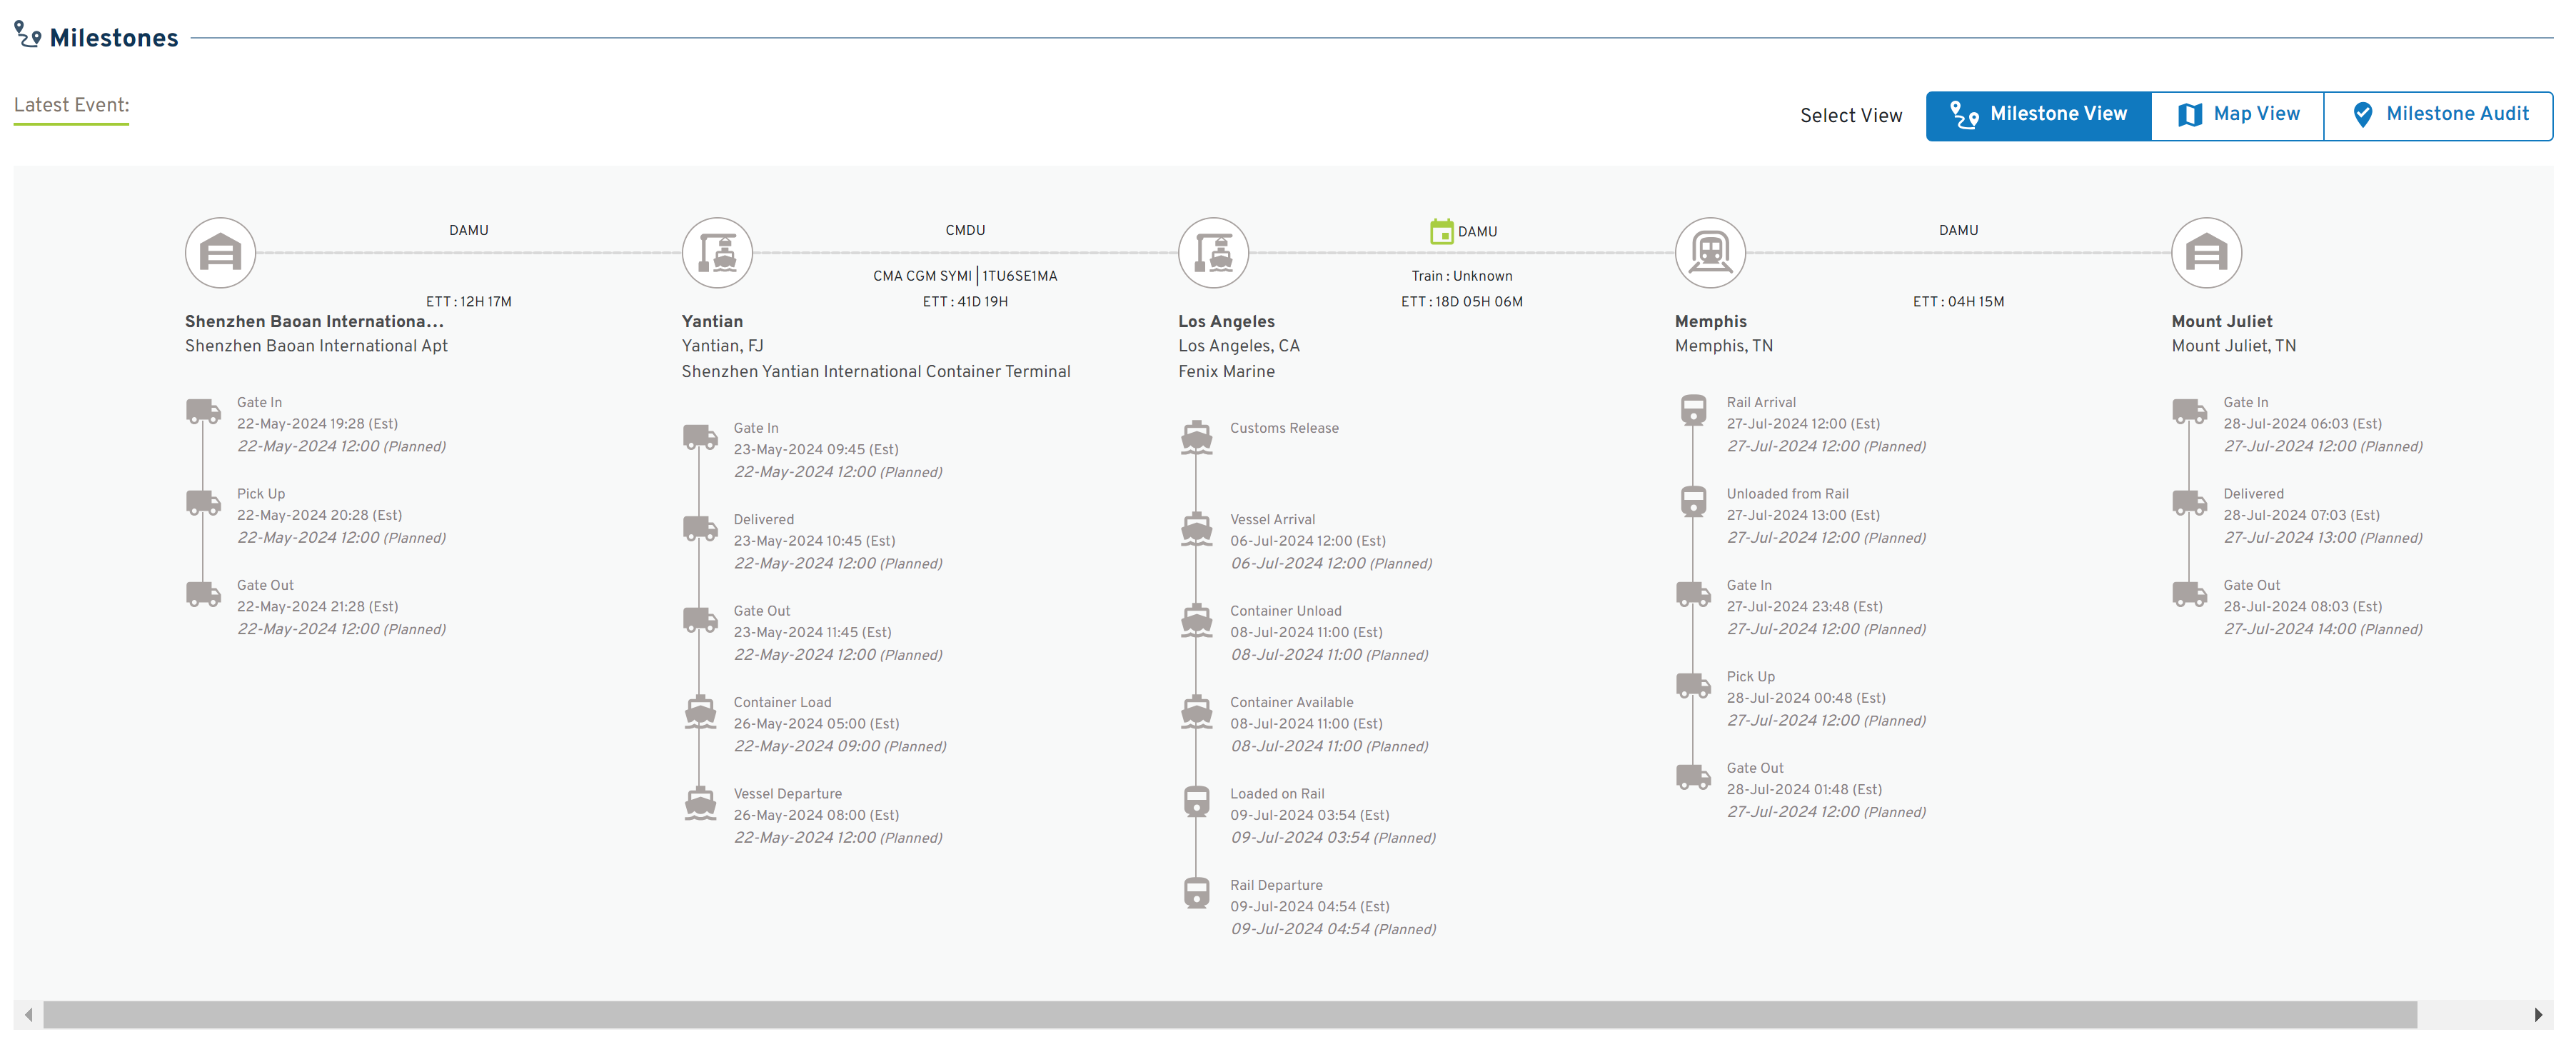 Milestones
Latest Event:
Select View
Milestone View
Map View
Milestone Audit
DAMU
ETT : 12H 17M
CMDU
CMA CGM SYMI | 1TU6SE1MA
ETT : 41D 19H
DAMU
Train : Unknown
ETT : 18D 05H 06M
DAMU
ETT : 04H 15M
Shenzhen Baoan Internationa...
Shenzhen Baoan International Apt
Gate In
22-May-2024 19:28 (Est)
22-May-2024 12:00 (Planned)
Pick Up
22-May-2024 20:28 (Est)
22-May-2024 12:00 (Planned)
Gate Out
22-May-2024 21:28 (Est)
22-May-2024 12:00 (Planned)
Yantian
Yantian, FJ
Shenzhen Yantian International Container Terminal
Gate In
23-May-2024 09:45 (Est)
22-May-2024 12:00 (Planned)
Delivered
23-May-2024 10:45 (Est)
22-May-2024 12:00 (Planned)
Gate Out
23-May-2024 11:45 (Est)
22-May-2024 12:00 (Planned)
Container Load
26-May-2024 05:00 (Est)
22-May-2024 09:00 (Planned)
Vessel Departure
26-May-2024 08:00 (Est)
22-May-2024 12:00 (Planned)
Los Angeles
Los Angeles, CA
Fenix Marine
Customs Release
Vessel Arrival
06-Jul-2024 12:00 (Est)
06-Jul-2024 12:00 (Planned)
Container Unload
08-Jul-2024 11:00 (Est)
08-Jul-2024 11:00 (Planned)
Container Available
08-Jul-2024 11:00 (Est)
08-Jul-2024 11:00 (Planned)
Loaded on Rail
09-Jul-2024 03:54 (Est)
09-Jul-2024 03:54 (Planned)
Rail Departure
09-Jul-2024 04:54 (Est)
09-Jul-2024 04:54 (Planned)
Memphis
Memphis, TN
Rail Arrival
27-Jul-2024 12:00 (Est)
27-Jul-2024 12:00 (Planned)
Unloaded from Rail
27-Jul-2024 13:00 (Est)
27-Jul-2024 12:00 (Planned)
Gate In
27-Jul-2024 23:48 (Est)
27-Jul-2024 12:00 (Planned)
Pick Up
28-Jul-2024 00:48 (Est)
27-Jul-2024 12:00 (Planned)
Gate Out
28-Jul-2024 01:48 (Est)
27-Jul-2024 12:00 (Planned)
Mount Juliet
Mount Juliet, TN
Gate In
28-Jul-2024 06:03 (Est)
27-Jul-2024 12:00 (Planned)
Delivered
28-Jul-2024 07:03 (Est)
27-Jul-2024 13:00 (Planned)
Gate Out
28-Jul-2024 08:03 (Est)
27-Jul-2024 14:00 (Planned)